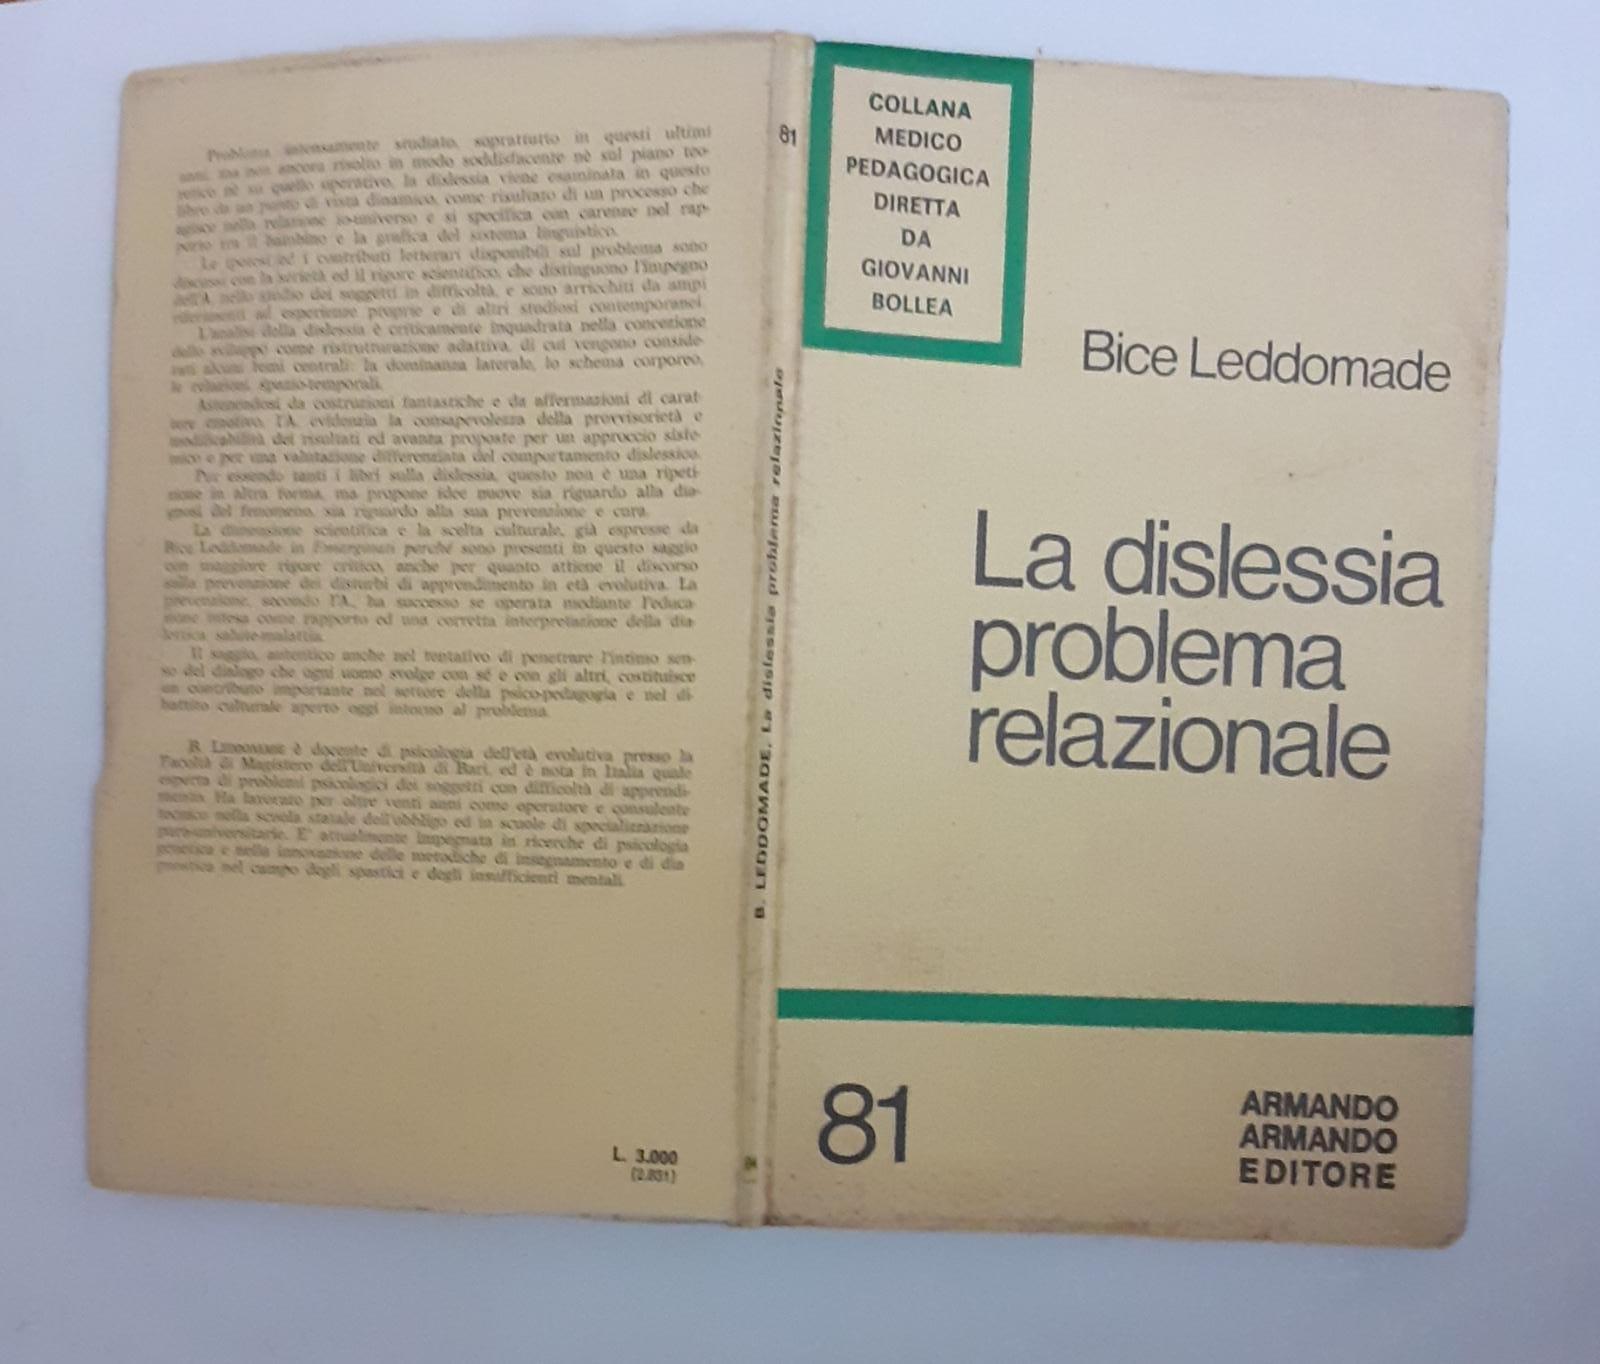 Problema intensamente studiato, soprattutto in questi ultimi
anni, ma non ancora risolto in modo soddisfacente nè sul piano teo-
retico nè su quello operativo, la dislessia viene esaminata in questo
libro da un punto di vista dinamico, come risultato di un processo che
agisce nella relazione io-universo e si specifica con carenze nel rap-
porto tra il bambino e la grafica del sistema linguistico.
Le ipotesi ed i contributi letterari disponibili sul problema sono
discussi con la serietà ed il rigore scientifico, che distinguono l'impegno
dell'A. nello studio dei soggetti in difficoltà, e sono arricchiti da ampi
riferimenti ad esperienze proprie e di altri studiosi contemporanei.
L'analisi della dislessia è criticamente inquadrata nella concezione
dello sviluppo come ristrutturazione adattiva, di cui vengono conside-
rati alcuni temi centrali: la dominanza laterale, lo schema corporeo,
le relazioni spazio-temporali.
Astenendosi da costruzioni fantastiche e da affermazioni di carat-
tere emotivo, l'A. evidenzia la consapevolezza della provvisorietà e
modificabilità dei risultati ed avanza proposte per un approccio siste-
mico e per una valutazione differenziata del comportamento dislessico.
Pur essendo tanti i libri sulla dislessia, questo non è una ripeti-
zione in altra forma, ma propone idee nuove sia riguardo alla dia-
gnosi del fenomeno, sia riguardo alla sua prevenzione e cura.
La dimensione scientifica e la scelta culturale, già espresse da
Bice Leddomade in Emarginati perché sono presenti in questo saggio
con maggiore rigore critico, anche per quanto attiene il discorso
sulla prevenzione dei disturbi di apprendimento in età evolutiva. La
prevenzione, secondo l'A., ha successo se operata mediante l'educa-
zione intesa come rapporto ed una corretta interpretazione della dia-
lettica salute-malattia.
Il saggio, autentico anche nel tentativo di penetrare l'intimo sen-
so del dialogo che ogni uomo svolge con sé e con gli altri, costituisce
un contributo importante nel settore della psico-pedagogia e nel di-
battito culturale aperto oggi intorno al problema.
B. LEDDOMADE è docente di psicologia dell'età evolutiva presso la
Facoltà di Magistero dell'Università di Bari, ed è nota in Italia quale
esperta di problemi psicologici dei soggetti con difficoltà di apprendi-
mento. Ha lavorato per oltre venti anni come operatore e consulente
tecnico nella scuola statale dell'obbligo ed in scuole di specializzazione
para-universitarie. E' attualmente impegnata in ricerche di psicologia
genetica e nella innovazione delle metodiche di insegnamento e di dia
gnostica nel campo degli spastici e degli insufficienti mentali.
L. 3.000
(2.831)
81
B. LEDDOMADE, La dislessia problema relazionale
COLLANA
MEDICO
PEDAGOGICA
DIRETTA
DA
GIOVANNI
BOLLEA
Bice Leddomade
La dislessia
problema
relazionale
81
ARMANDO
ARMANDO
EDITORE